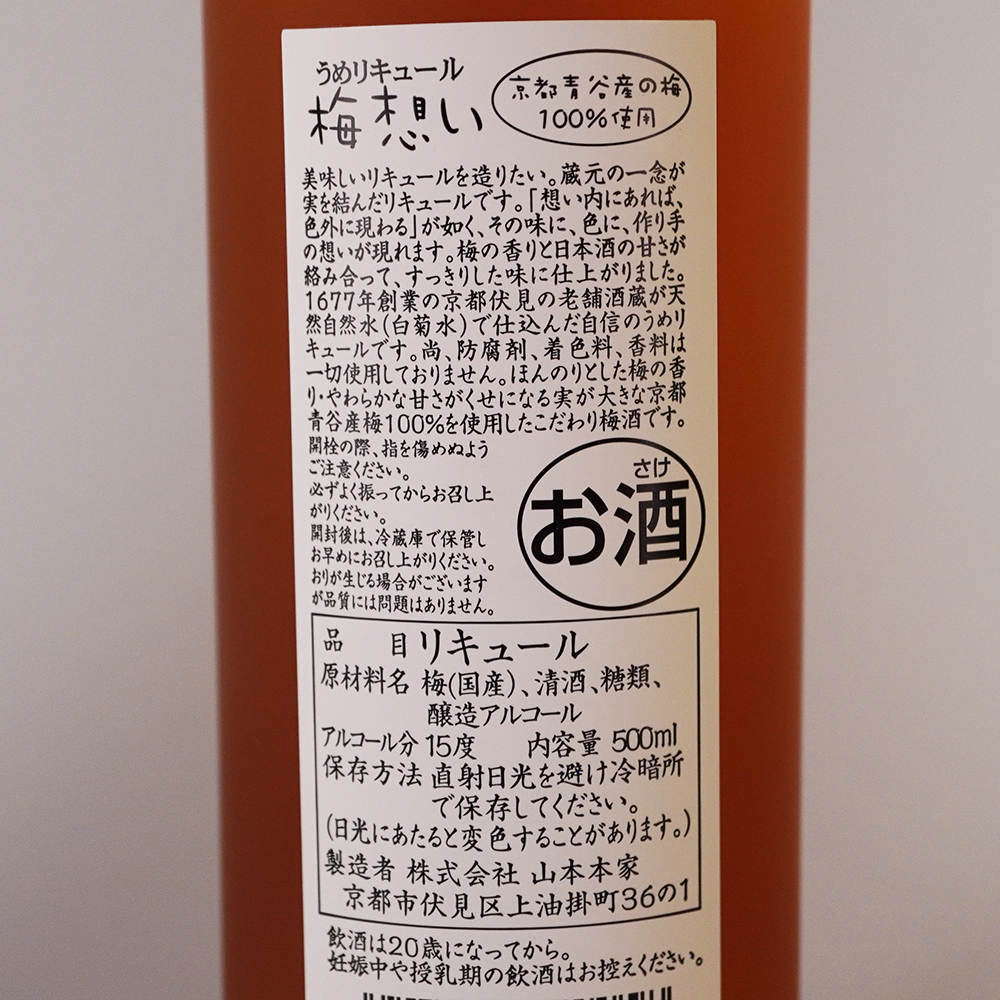 うめリキュール
梅想い
京都青谷産の梅
100%使用
美味しいリキュールを造りたい。蔵元の一念が
実を結んだリキュールです。「想い内にあれば、
色外に現わる」が如く、その味に、色に、作り手
の想いが現れます。梅の香りと日本酒の甘さが
絡み合って、すっきりした味に仕上がりました。
1677年創業の京都伏見の老舗酒蔵が天
然自然水(白菊水)で仕込んだ自信のうめリ
キュールです。尚、防腐剤、着色料、香料は
一切使用しておりません。ほんのりとした梅の香
り・やわらかな甘さがくせになる実が大きな京都
青谷産梅100%を使用したこだわり梅酒です。
開栓の際、指を傷めぬよう
ご注意ください。
必ずよく振ってからお召し上
がりください。
開封後は、冷蔵庫で保管し
お早めにお召し上がりください。
おりが生じる場合がございます
が品質には問題はありません。
さけ
お酒
品 目 リキュール
原材料名 梅(国産)、清酒、糖類、
醸造アルコール
アルコール分 15度 内容量 500ml
保存方法 直射日光を避け冷暗所
で保存してください。
(日光にあたると変色することがあります。)
製造者 株式会社 山本本家
京都市伏見区上油掛町36の1
飲酒は20歳になってから。
妊娠中や授乳期の飲酒はお控えください。